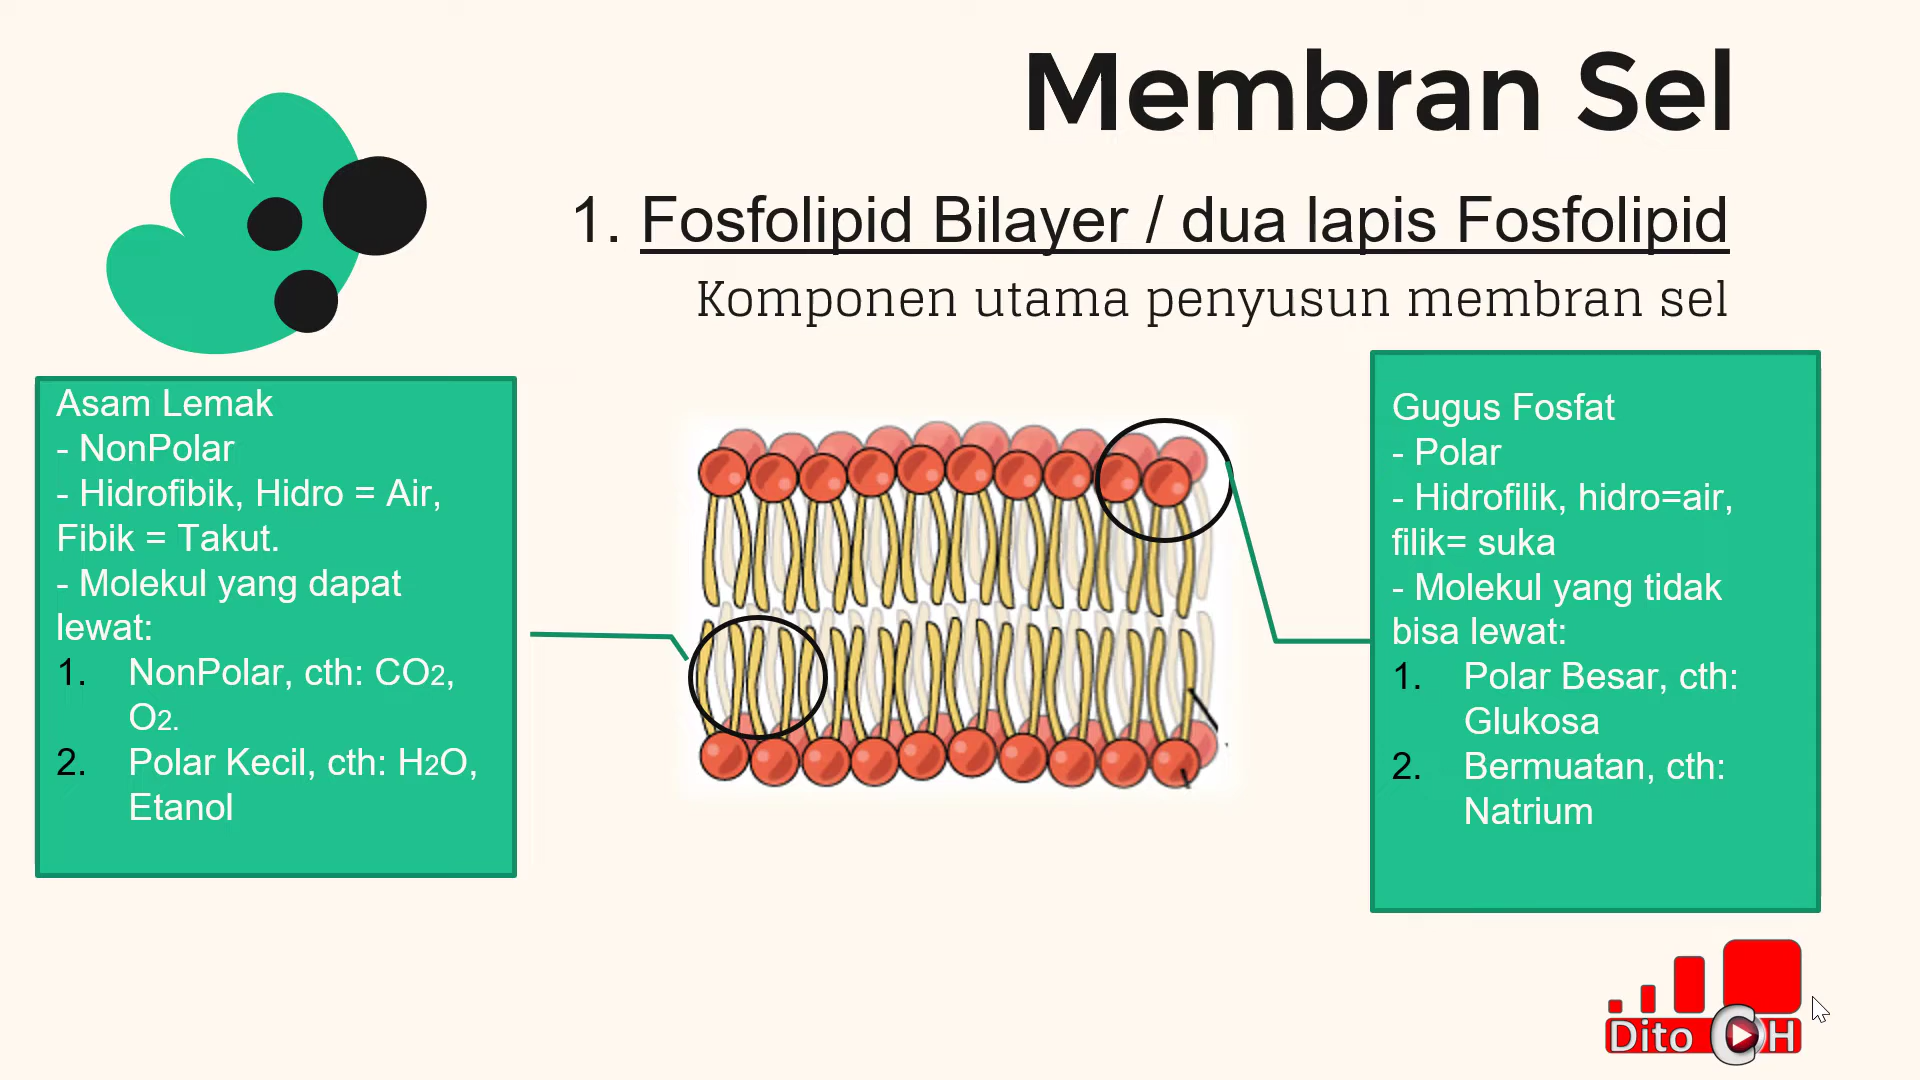 Membran Sel
1. Fosfolipid Bilayer / dua lapis Fosfolipid
Komponen utama penyusun membran sel
Asam Lemak
- NonPolar
- Hidrofibik, Hidro = Air,
Fibik = Takut.
- Molekul yang dapat
lewat:
1. NonPolar, cth: CO2,
O2.
2. Polar Kecil, cth: H2O,
Etanol
Gugus Fosfat
- Polar
- Hidrofilik, hidro=air,
filik= suka
- Molekul yang tidak
bisa lewat:
1. Polar Besar, cth:
Glukosa
2. Bermuatan, cth:
Natrium
Dito CH